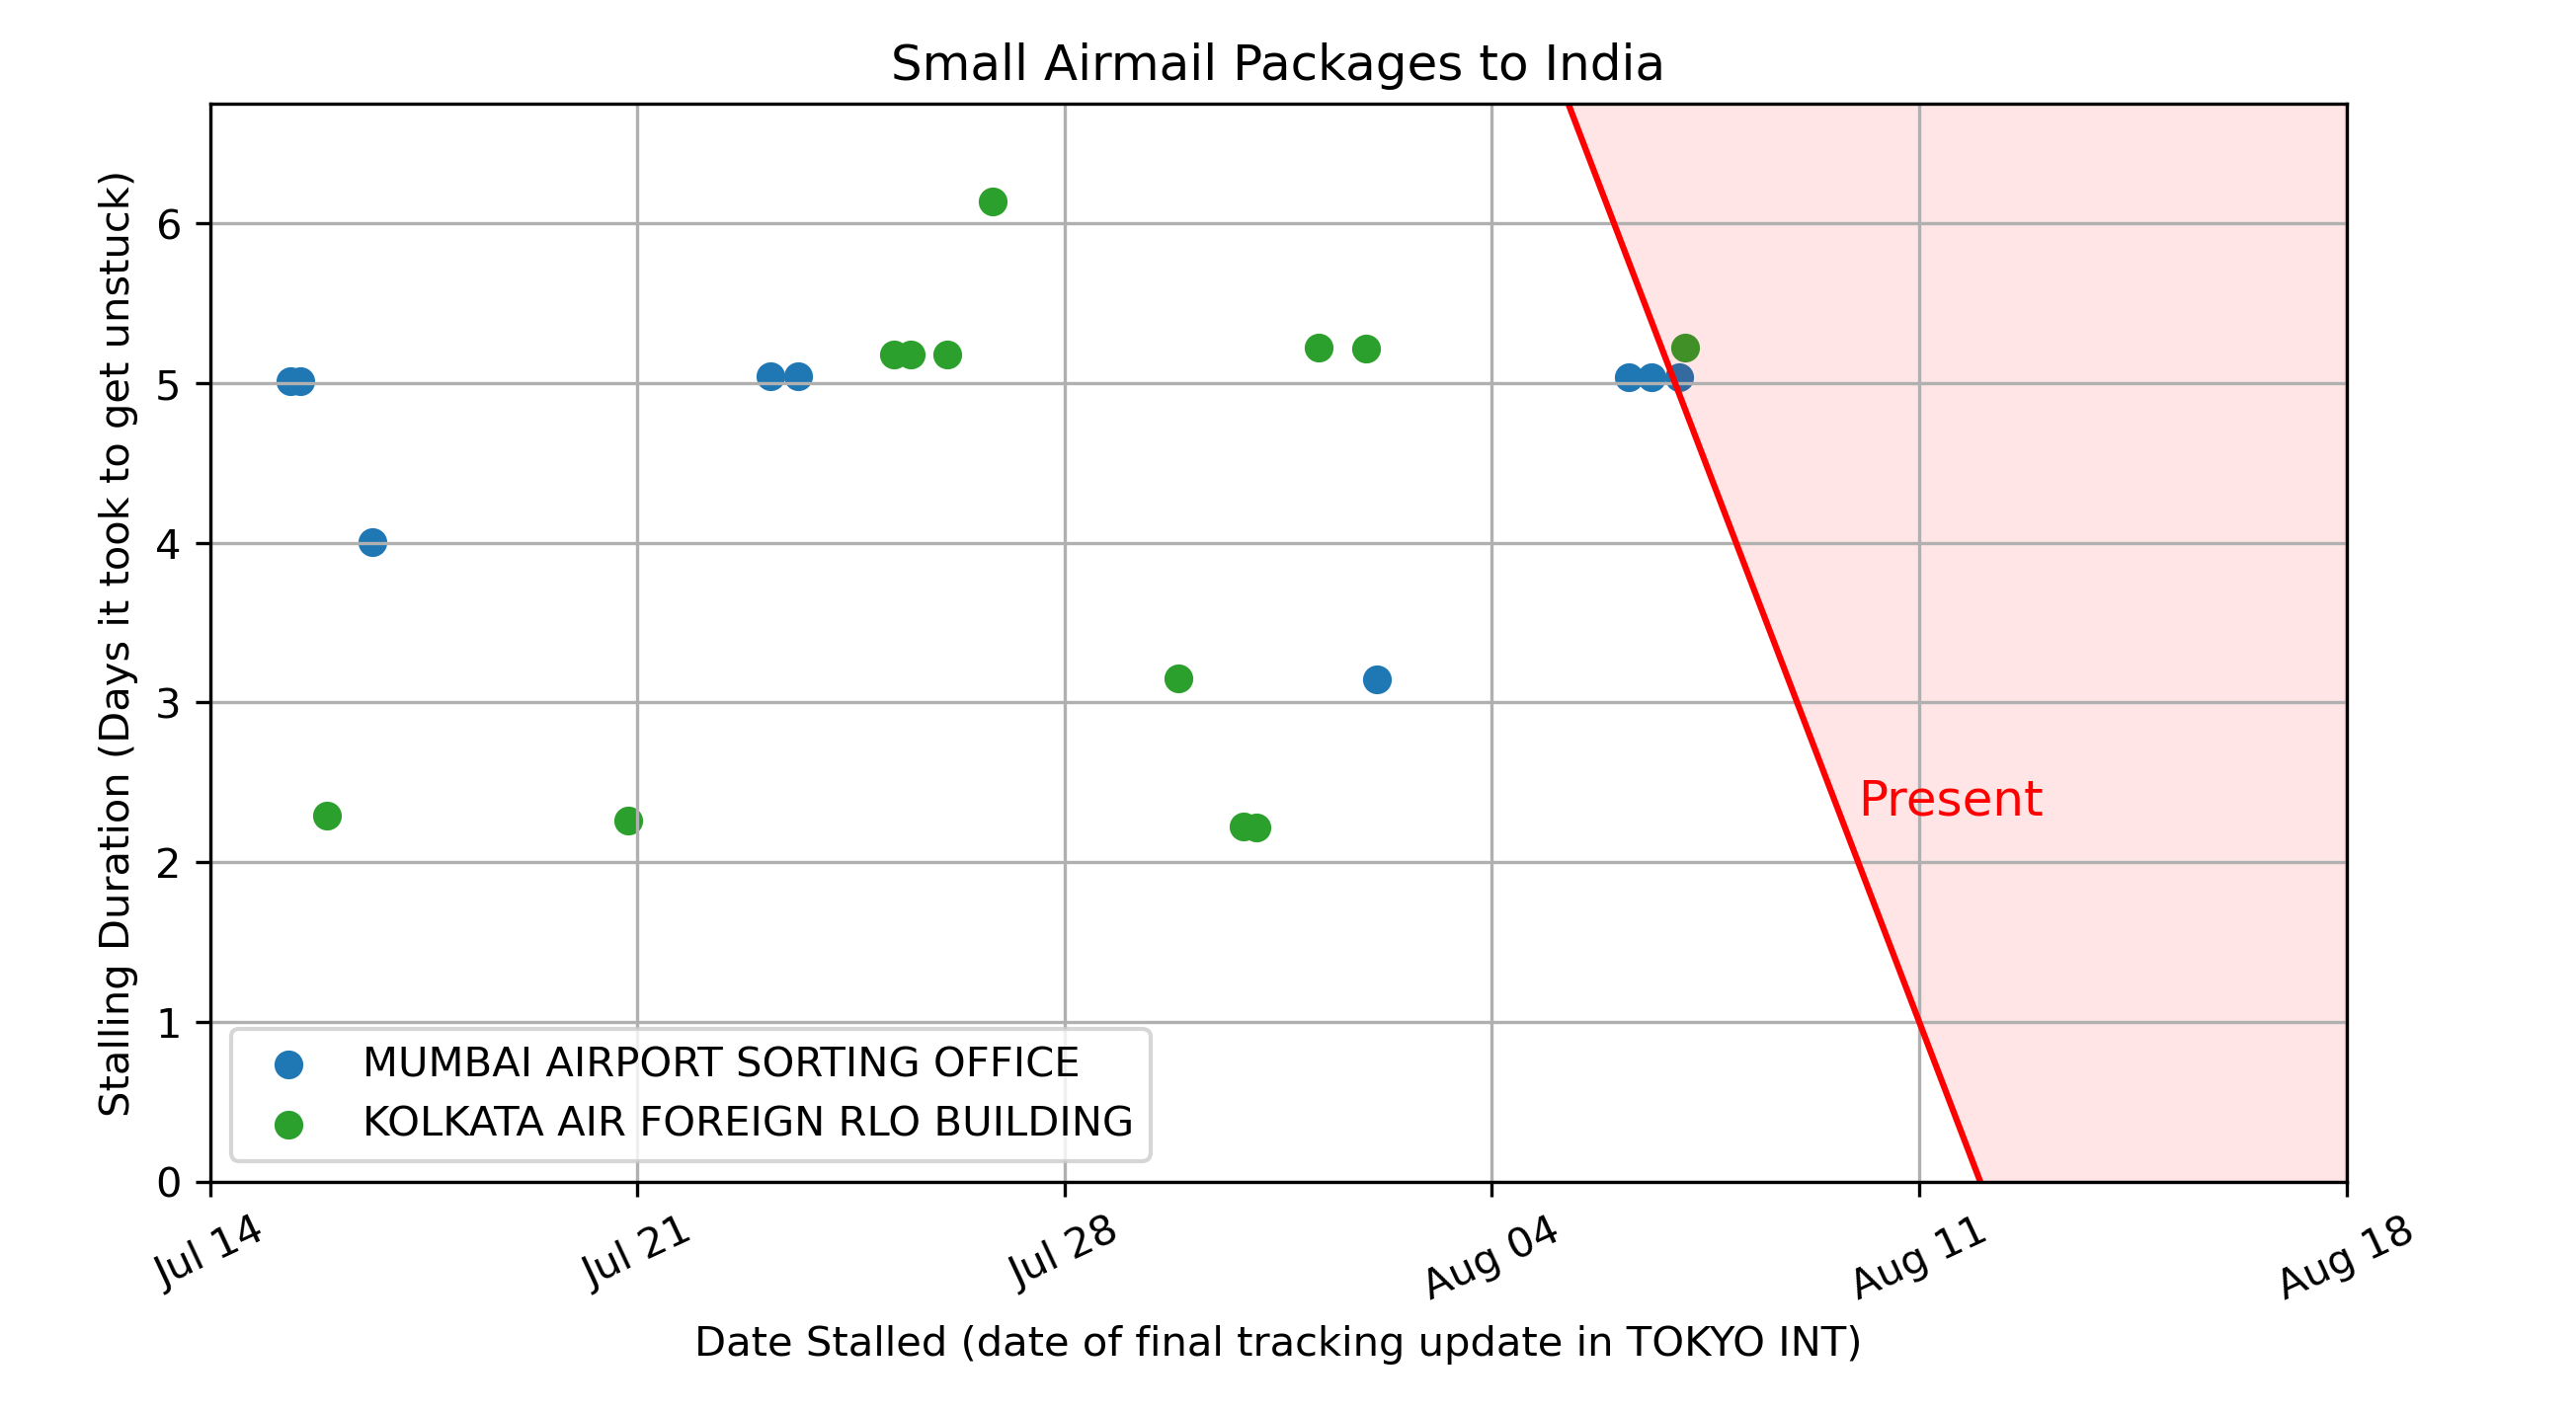 Small Airmail Packages to India
Stalling Duration (Days it took to get unstuck)
6
5
4
3
2
1
0
Present
MUMBAI AIRPORT SORTING OFFICE
KOLKATA AIR FOREIGN RLO BUILDING
Jul 14
Jul 21
Jul 28
Aug 04
Aug 11
Aug 18
Date Stalled (date of final tracking update in TOKYO INT)